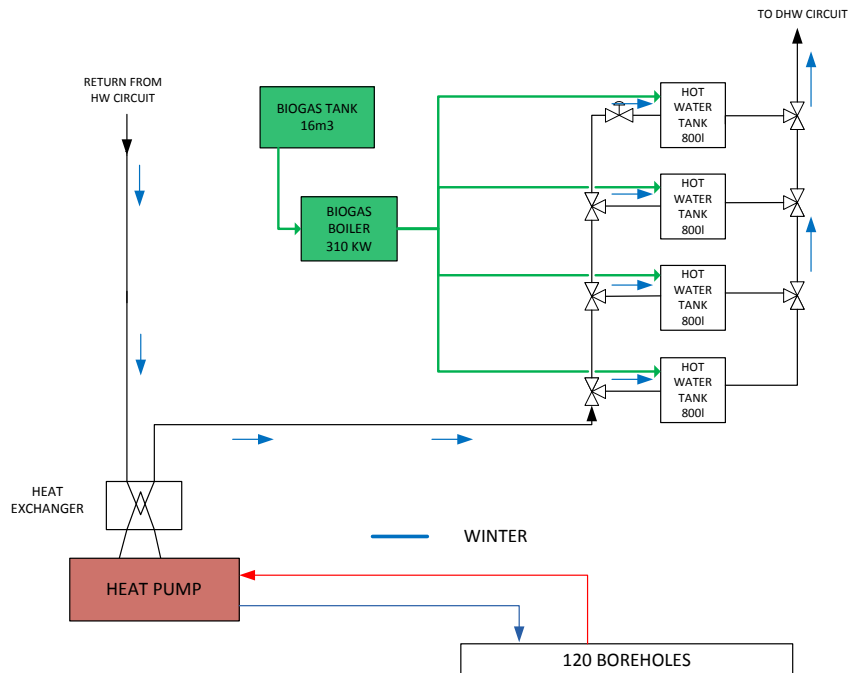 TO DHW CIRCUIT
RETURN FROM
HW CIRCUIT
BIOGAS TANK
16m3
HOT
WATER
TANK
800l
BIOGAS
BOILER
310 KW
HOT
WATER
TANK
800l
HOT
WATER
TANK
800l
HOT
WATER
TANK
800l
HEAT
EXCHANGER
WINTER
HEAT PUMP
120 BOREHOLES